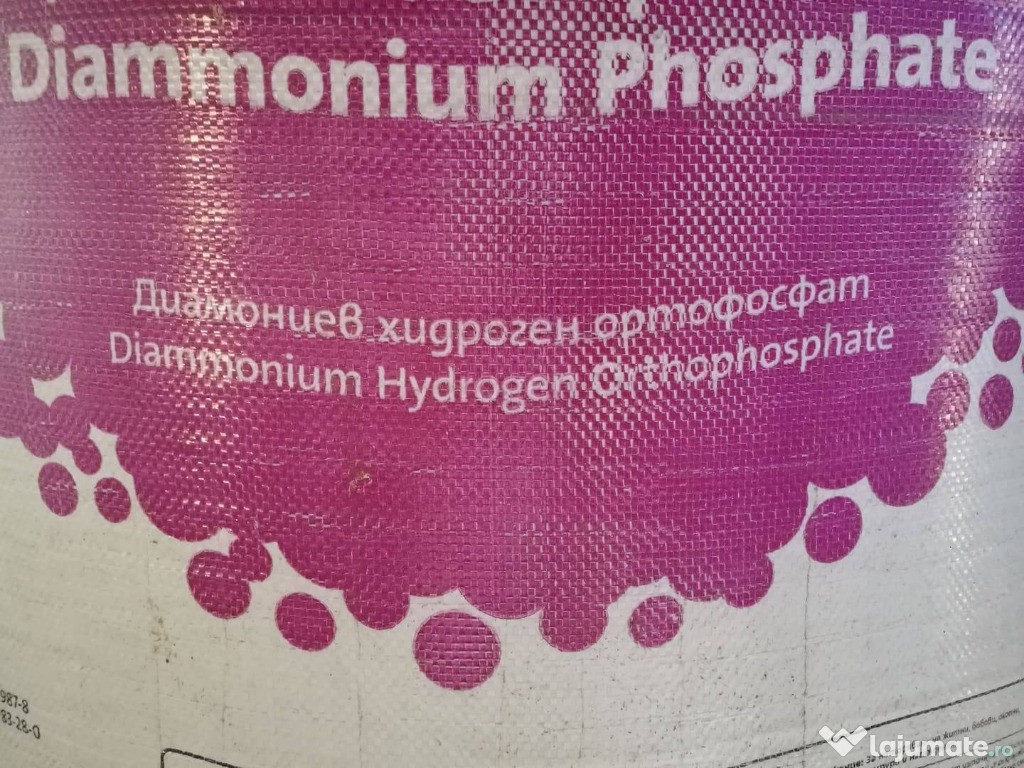 Diammonium Phosphate
Диамониев хидроген ортофосфат
Diammonium Hydrogen Orthophosphate
987-8
83-28-0
lajumate.ro